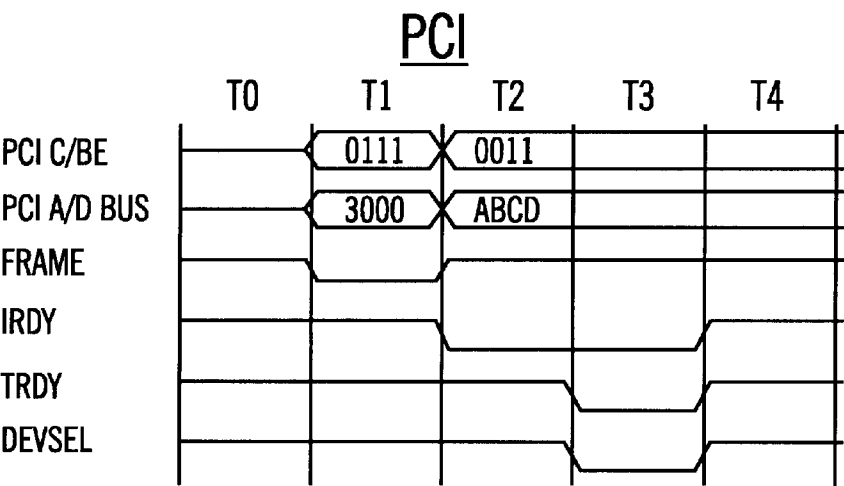 PCI
T0 T1 T2 T3 T4
PCI C/BE 0111 0011
PCI A/D BUS 3000 ABCD
FRAME
IRDY
TRDY
DEVSEL